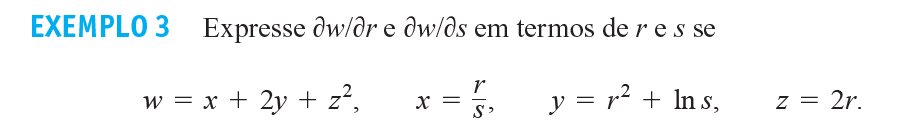 EXEMPLO 3 Expresse ∂w/∂r e ∂w/∂s em termos de r e s se
w = x + 2y + z², x = r/s, y = r² + ln s, z = 2r.